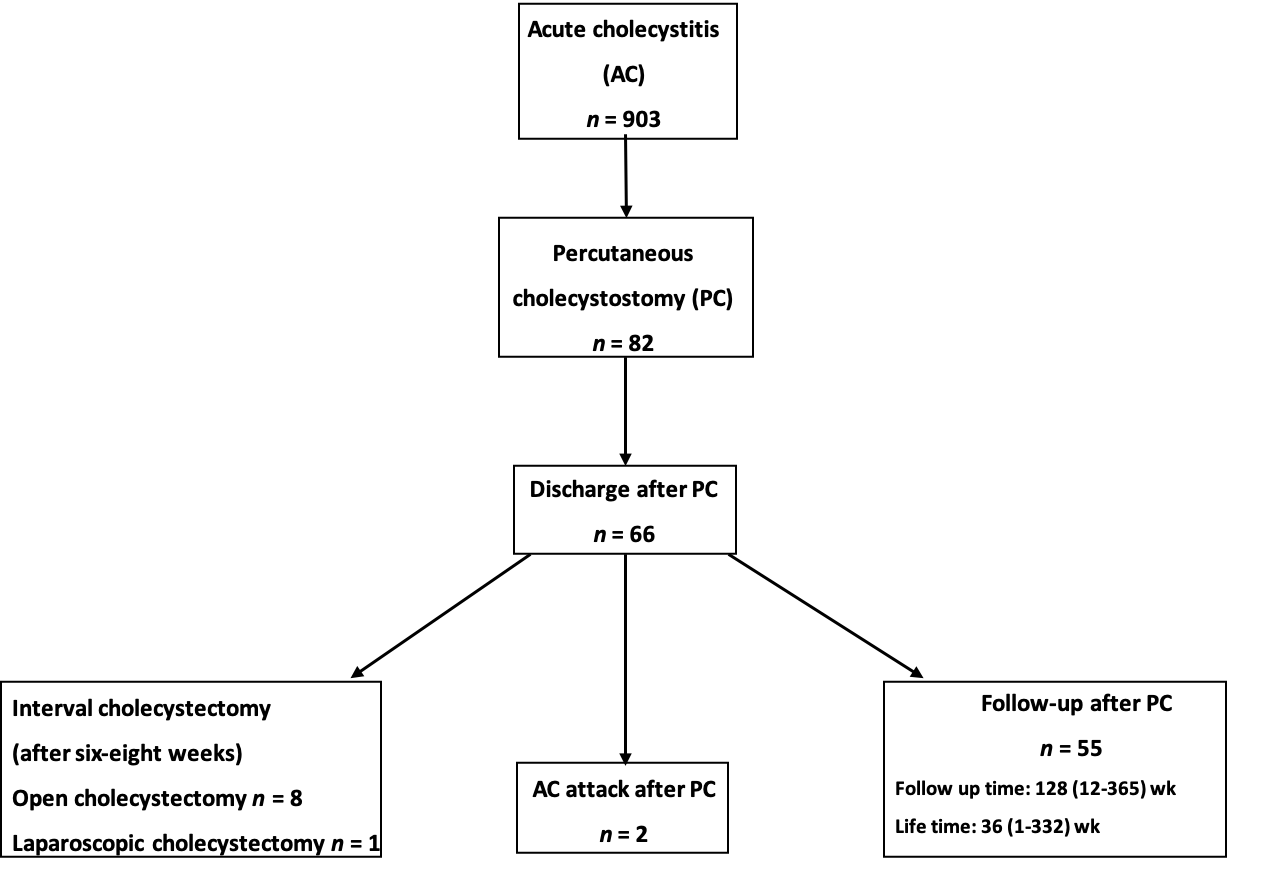 Acute cholecystitis
(AC)
n = 903
Percutaneous
cholecystostomy (PC)
n = 82
Discharge after PC
n = 66
Interval cholecystectomy
(after six-eight weeks)
Open cholecystectomy n = 8
Laparoscopic cholecystectomy n = 1
AC attack after PC
n = 2
Follow-up after PC
n = 55
Follow up time: 128 (12-365) wk
Life time: 36 (1-332) wk